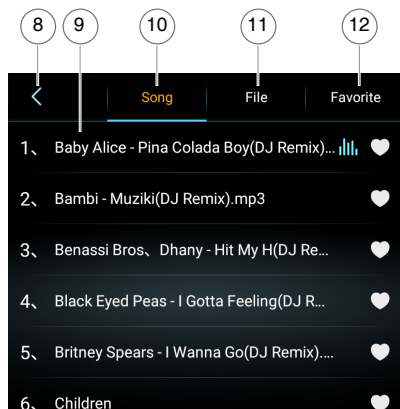 8 9 10 11 12
Song File Favorite
1、 Baby Alice - Pina Colada Boy(DJ Remix)...
2、 Bambi - Muziki(DJ Remix).mp3
3、 Benassi Bros、Dhany - Hit My H(DJ Re...
4、 Black Eyed Peas - I Gotta Feeling(DJ R...
5、 Britney Spears - I Wanna Go(DJ Remix)....
6、 Children